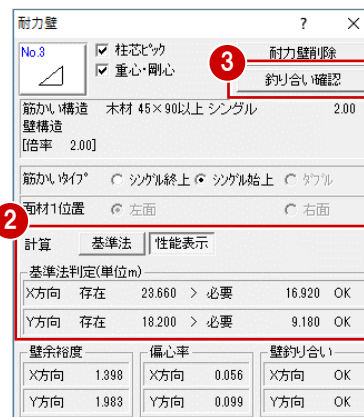 耐力壁 ? ×
No.3
柱芯ピック
重心・剛心
耐力壁削除
3
釣り合い確認
筋かい構造 木材 45×90以上 シングル 2.00
壁構造
[倍率 2.00]
筋かいタイプ シングル終上 シングル始上 ダブル
面材1位置 左面 右面
2
計算 基準法 性能表示
基準法判定(単位m)
X方向 存在 23.660 > 必要 16.920 OK
Y方向 存在 18.200 > 必要 9.180 OK
壁余裕度 偏心率 壁釣り合い
X方向 1.398 X方向 0.056 X方向 OK
Y方向 1.983 Y方向 0.099 Y方向 OK